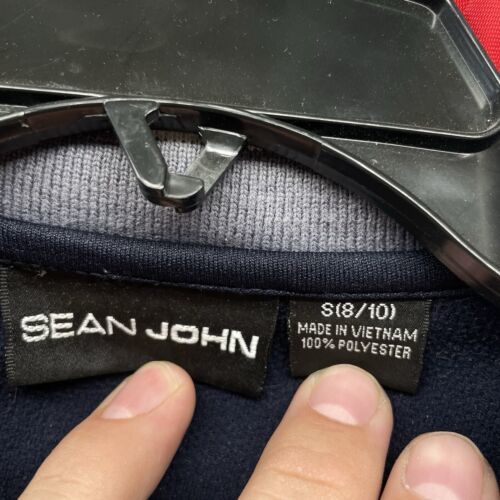 SEAN JOHN
S(8/10)
MADE IN VIETNAM
100% POLYESTER